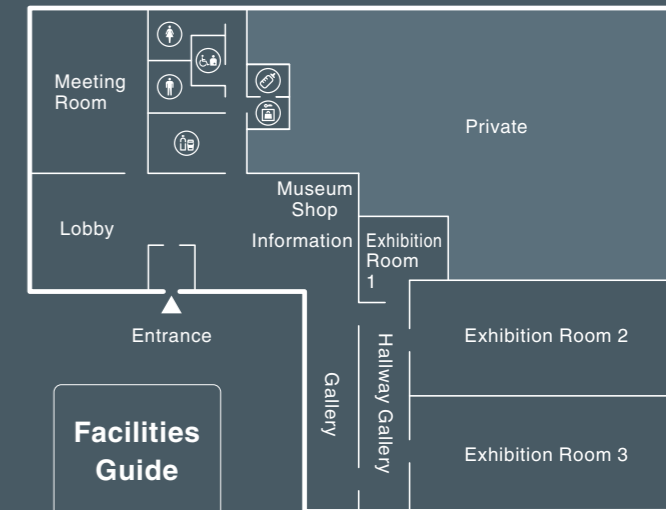 Meeting
Room
Private
Museum
Shop
Lobby
Information
Exhibition
Room
1
Entrance
Exhibition Room 2
Hallway Gallery
Gallery
Facilities
Guide
Exhibition Room 3